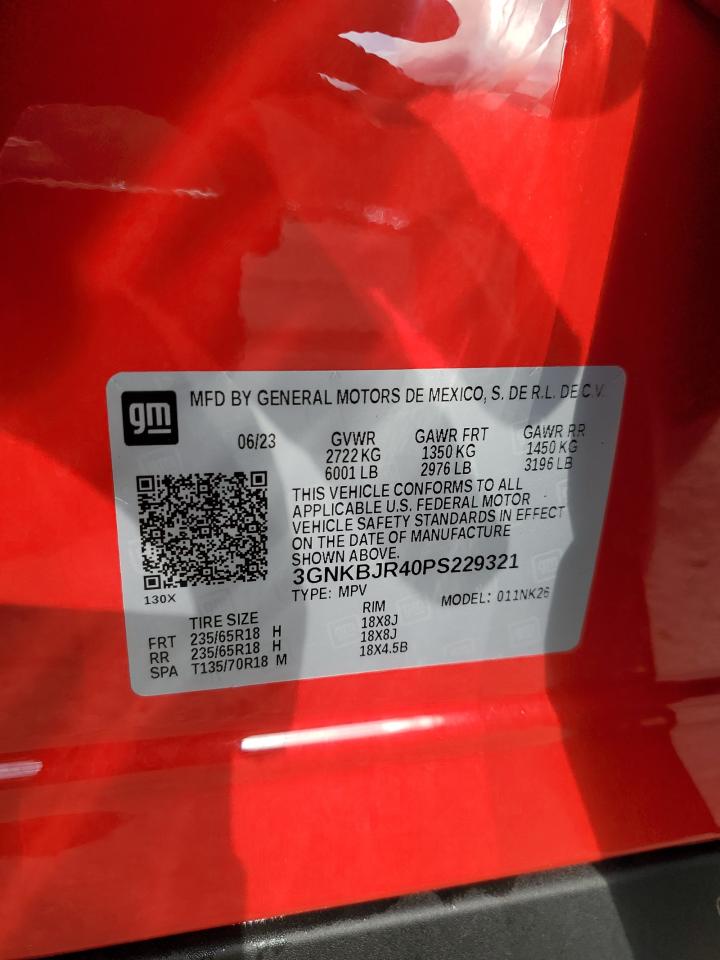 gm
MFD BY GENERAL MOTORS DE MEXICO, S. DE R.L. DE C.V.
06/23
GVWR GAWR FRT GAWR RR
2722 KG 1350 KG 1450 KG
6001 LB 2976 LB 3196 LB
THIS VEHICLE CONFORMS TO ALL
APPLICABLE U.S. FEDERAL MOTOR
VEHICLE SAFETY STANDARDS IN EFFECT
ON THE DATE OF MANUFACTURE
SHOWN ABOVE.
3GNKBJR40PS229321
130X
TYPE: MPV MODEL: 011NK26
TIRE SIZE RIM
FRT 235/65R18 H 18X8J
RR 235/65R18 H 18X8J
SPA T135/70R18 M 18X4.5B